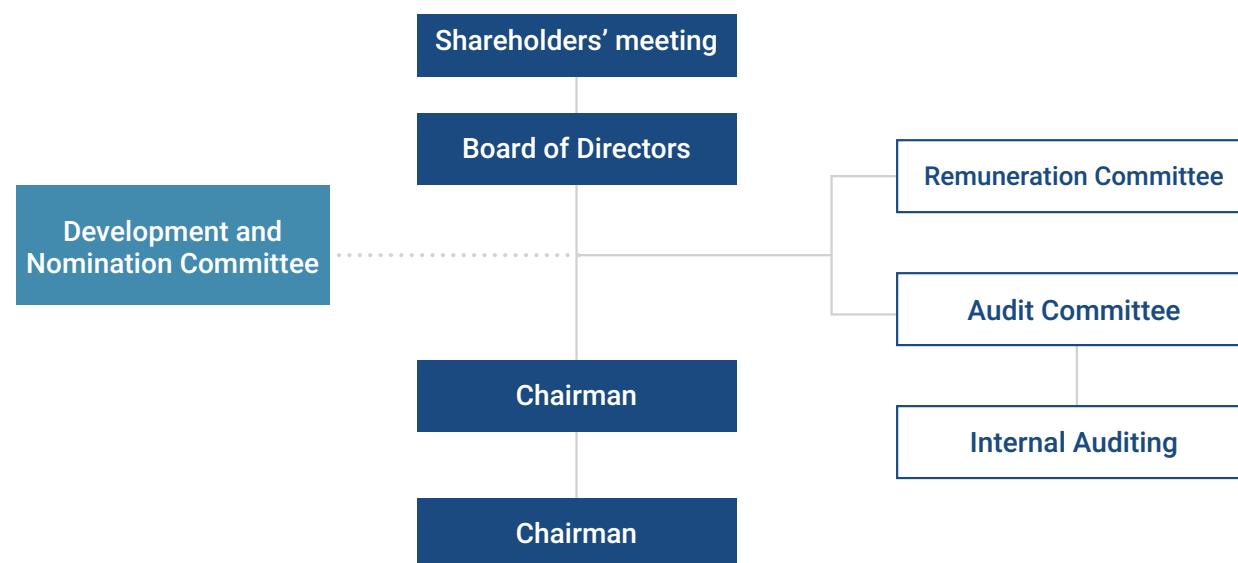 Shareholders’ meeting
Board of Directors
Remuneration Committee
Development and
Nomination Committee
Audit Committee
Chairman
Internal Auditing
Chairman